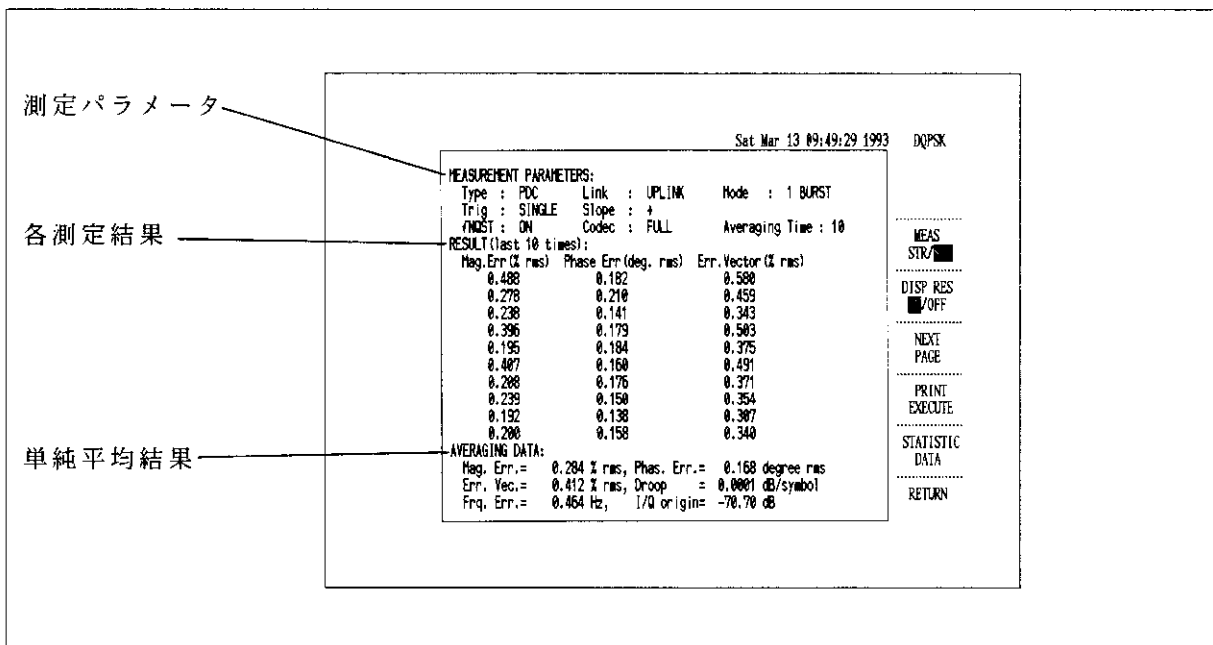 測定パラメータ
各測定結果
単純平均結果
Sat Mar 13 09:49:29 1993 DQPSK
MEASUREMENT PARAMETERS:
Type : PDC Link : UPLINK Mode : 1 BURST
Trig : SINGLE Slope : +
√NQST : ON Codec : FULL Averaging Time : 10
RESULT(last 10 times):
Mag.Err(% rms) Phase Err(deg. rms) Err.Vector(% rms)
0.488 0.182 0.580
0.278 0.210 0.459
0.238 0.141 0.343
0.396 0.179 0.503
0.195 0.184 0.375
0.407 0.160 0.491
0.208 0.176 0.371
0.239 0.150 0.354
0.192 0.138 0.307
0.200 0.158 0.340
AVERAGING DATA:
Mag. Err.= 0.284 % rms, Phas. Err.= 0.168 degree rms
Err. Vec.= 0.412 % rms, Droop = 0.0001 dB/symbol
Frq. Err.= 0.464 Hz, I/Q origin= -70.70 dB
MEAS
STR/
DISP RES
/OFF
NEXT
PAGE
PRINT
EXECUTE
STATISTIC
DATA
RETURN